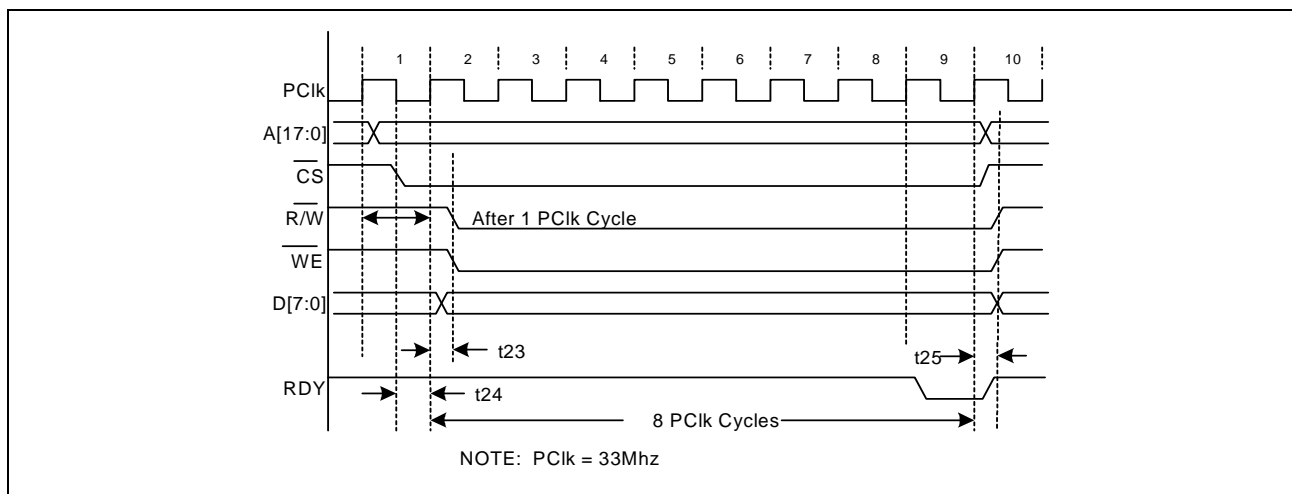 1 2 3 4 5 6 7 8 9 10
PClk
A[17:0]
CS
R/W After 1 PClk Cycle
WE
D[7:0]
t23 t25
RDY
t24
8 PClk Cycles
NOTE: PClk = 33Mhz